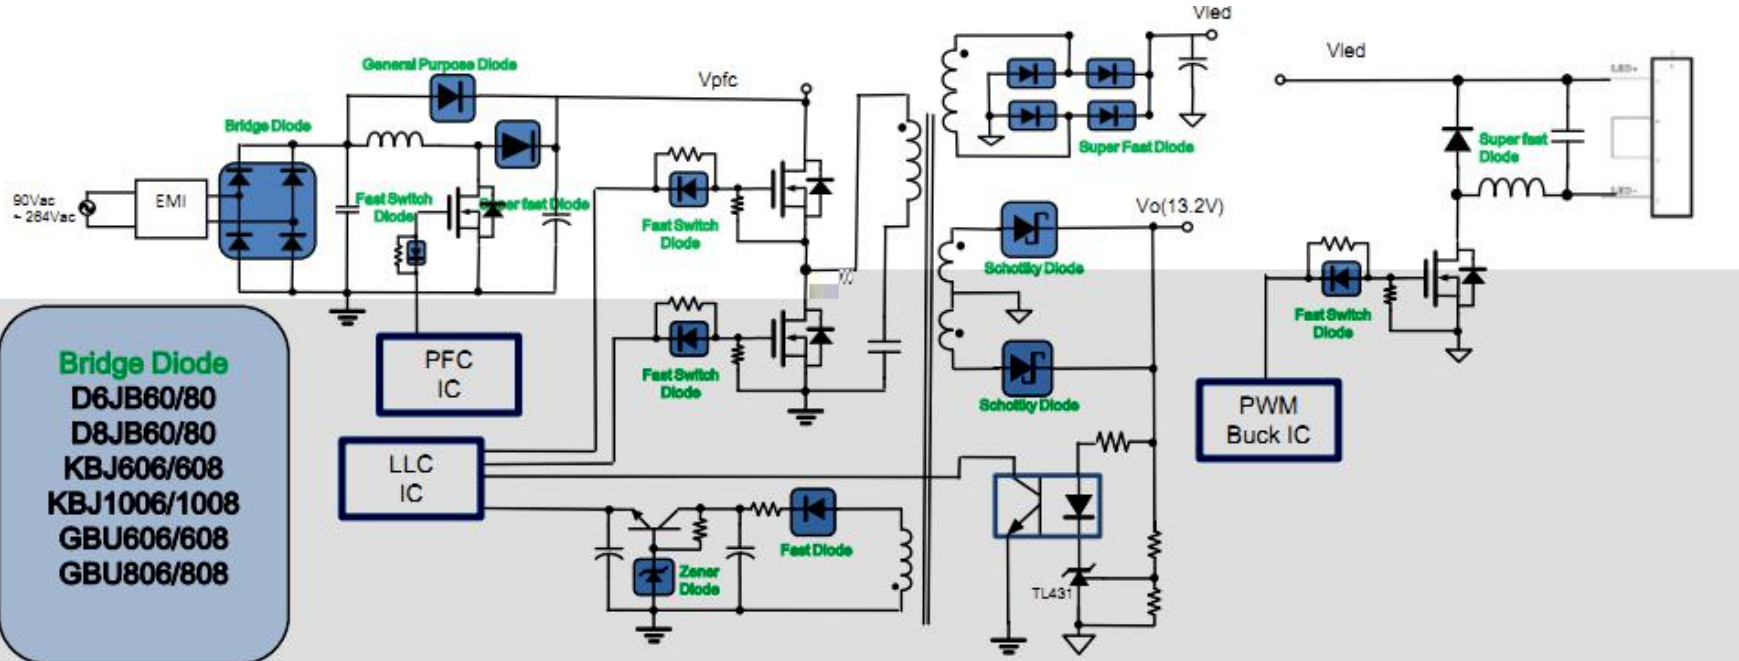 Vled
General Purpose Diode
Vpfc
Vled
LED+
Bridge Diode
Super Fast Diode
Super fast
Diode
90Vac
~ 264Vac
EMI
Fast Switch
Diode
Super fast Diode
LED-
Vo(13.2V)
Fast Switch
Diode
Schottky Diode
Fast Switch
Diode
Bridge Diode
D6JB60/80
D8JB60/80
KBJ606/608
KBJ1006/1008
GBU606/608
GBU806/808
PFC
IC
Fast Switch
Diode
Schottky Diode
PWM
Buck IC
LLC
IC
Fast Diode
Zener
Diode
TL431